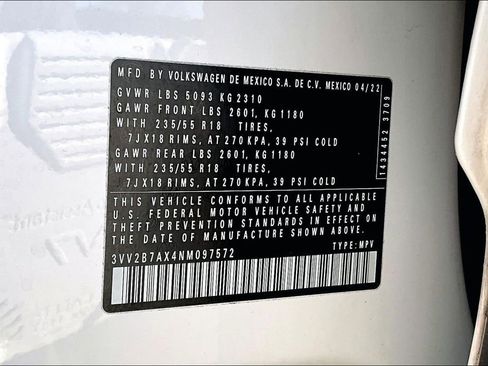 MFD BY VOLKSWAGEN DE MEXICO S.A. DE C.V. MEXICO 04/22
GVWR LBS 5093 KG 2310
GAWR FRONT LBS 2601, KG 1180
WITH 235/55 R18 TIRES,
7JX18 RIMS, AT 270 KPA, 39 PSI COLD
GAWR REAR LBS 2601, KG 1180
WITH 235/55 R18 TIRES,
7JX18 RIMS, AT 270 KPA, 39 PSI COLD
THIS VEHICLE CONFORMS TO ALL APPLICABLE
U.S. FEDERAL MOTOR VEHICLE SAFETY AND
THEFT PREVENTION STANDARDS IN EFFECT ON
THE DATE OF MANUFACTURE SHOWN ABOVE.
3VV2B7AX4NM097572 TYPE: MPV
1434452 3709